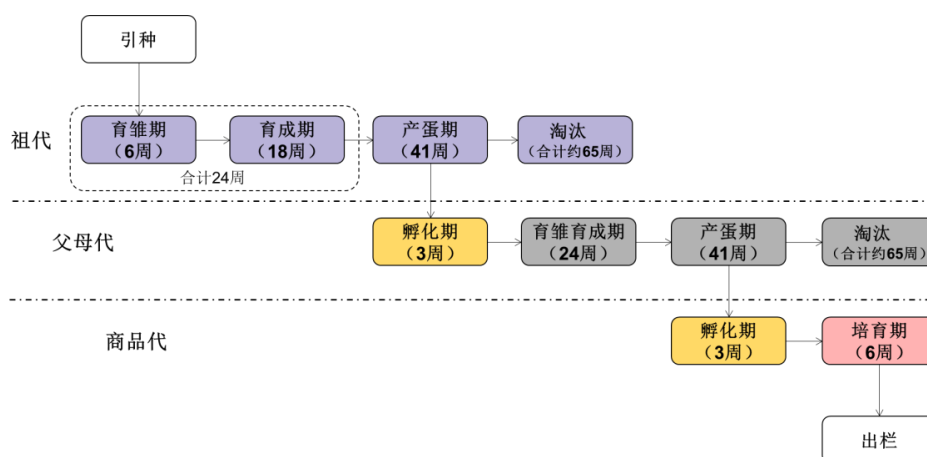 引种
祖代
育雏期
（6周）
育成期
（18周）
产蛋期
（41周）
淘汰
（合计约65周）
合计24周
父母代
孵化期
（3周）
育雏育成期
（24周）
产蛋期
（41周）
淘汰
（合计约65周）
商品代
孵化期
（3周）
培育期
（6周）
出栏